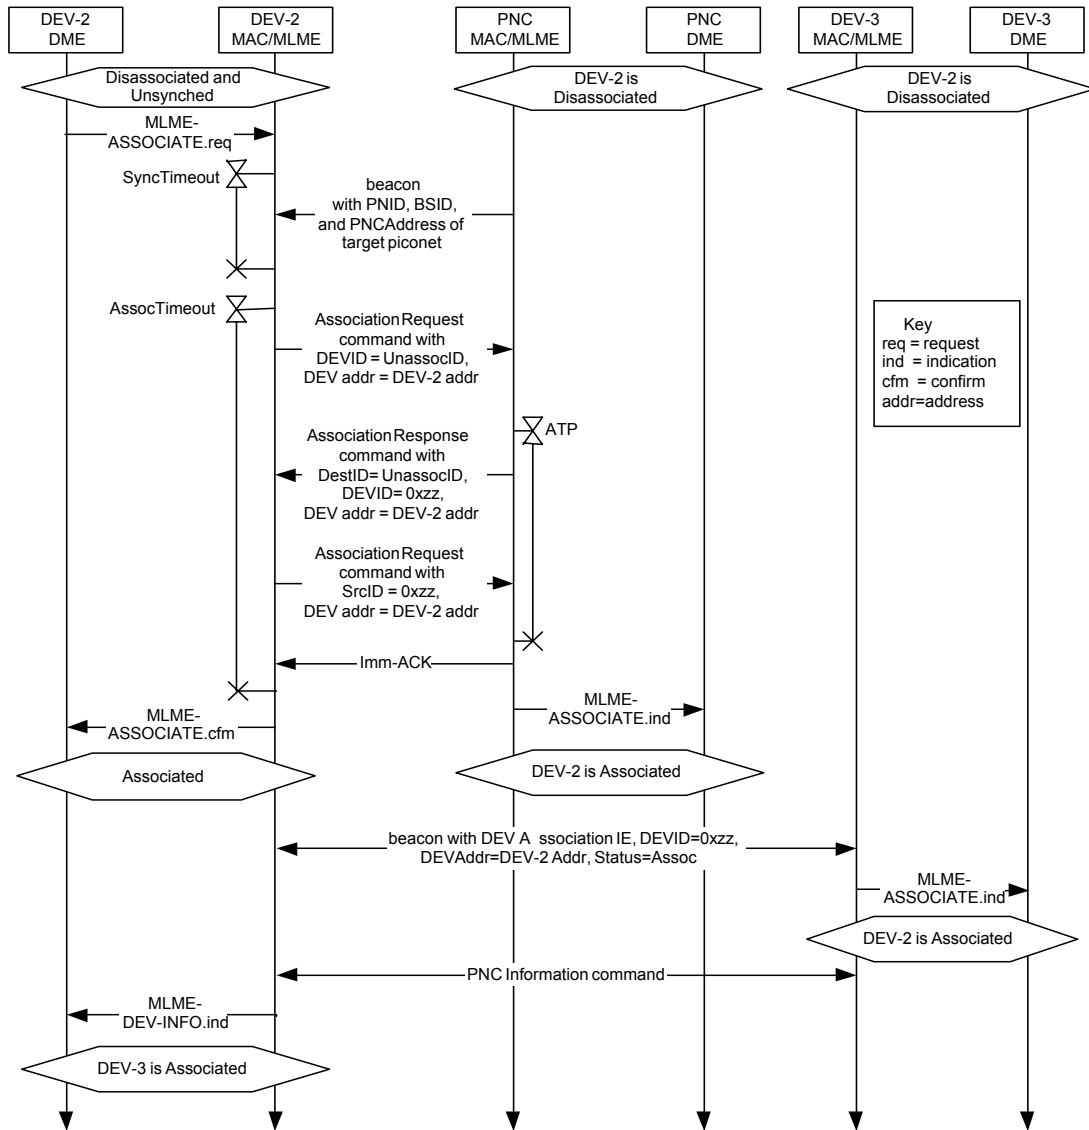 DEV-2
DME
DEV-2
MAC/MLME
PNC
MAC/MLME
PNC
DME
DEV-3
MAC/MLME
DEV-3
DME
Disassociated and
Unsynched
DEV-2 is
Disassociated
DEV-2 is
Disassociated
MLME-
ASSOCIATE.req
SyncTimeout
beacon
with PNID, BSID,
and PNCAddress of
target piconet
AssocTimeout
Association Request
command with
DEVID = UnassocID,
DEV addr = DEV-2 addr
Key
req = request
ind = indication
cfm = confirm
addr=address
ATP
Association Response
command with
DestID= UnassocID,
DEVID= 0xzz,
DEV addr = DEV-2 addr
Association Request
command with
SrcID = 0xzz,
DEV addr = DEV-2 addr
Imm-ACK
MLME-
ASSOCIATE.ind
MLME-
ASSOCIATE.cfm
Associated
DEV-2 is Associated
beacon with DEV A ssociation IE, DEVID=0xzz,
DEVAddr=DEV-2 Addr, Status=Assoc
MLME-
ASSOCIATE.ind
DEV-2 is Associated
PNC Information command
MLME-
DEV-INFO.ind
DEV-3 is Associated